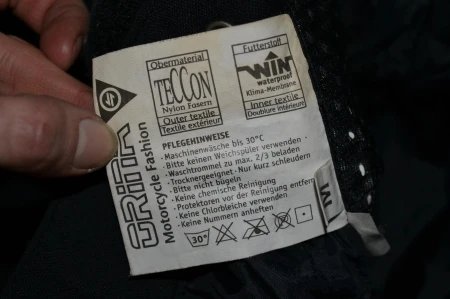 Obermaterial
TECCON
Nylon Fasern
Outer textile
Textile extérieur
Futterstoff
WIN
waterproof
Klima-Membrane
Inner textile
Doublure intérieure
ORINA
Motorcycle Fashion
PFLEGEHINWEISE
· Maschinenwäsche bis 30°C
· Bitte keinen Weichspüler verwenden
· Waschtrommel zu max. 2/3 beladen
· Trocknergeeignet - Nur kurz schleudern
· Bitte nicht bügeln
· Keine chemische Reinigung
· Protektoren vor der Reinigung entfern
· Keine Chlorbleiche verwenden
· Keine Nummern anheften
30°